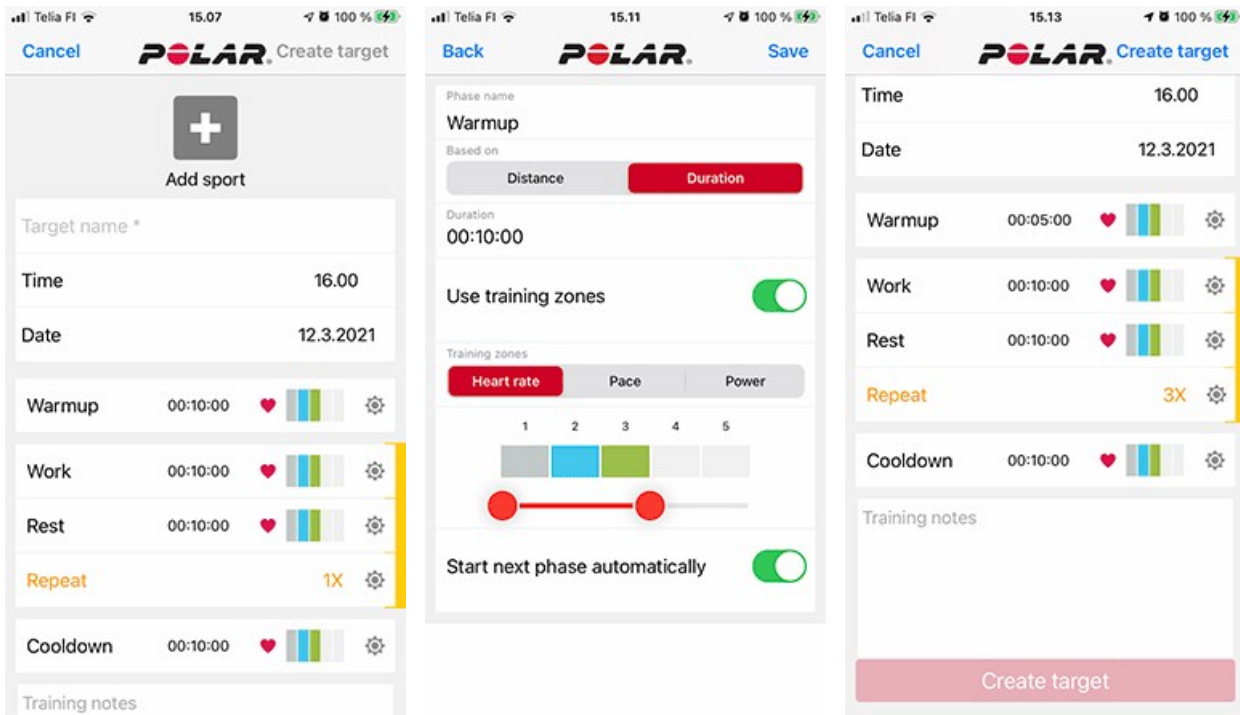 Telia FI 15.07 100 %
Cancel POLAR. Create target
Add sport
Target name *
Time 16.00
Date 12.3.2021
Warmup 00:10:00
Work 00:10:00
Rest 00:10:00
Repeat 1X
Cooldown 00:10:00
Training notes
Telia FI 15.11 100 %
Back POLAR. Save
Phase name
Warmup
Based on
Distance Duration
Duration
00:10:00
Use training zones
Training zones
Heart rate Pace Power
1 2 3 4 5
Start next phase automatically
Telia FI 15.13 100 %
Cancel POLAR. Create target
Time 16.00
Date 12.3.2021
Warmup 00:05:00
Work 00:10:00
Rest 00:10:00
Repeat 3X
Cooldown 00:10:00
Training notes
Create target